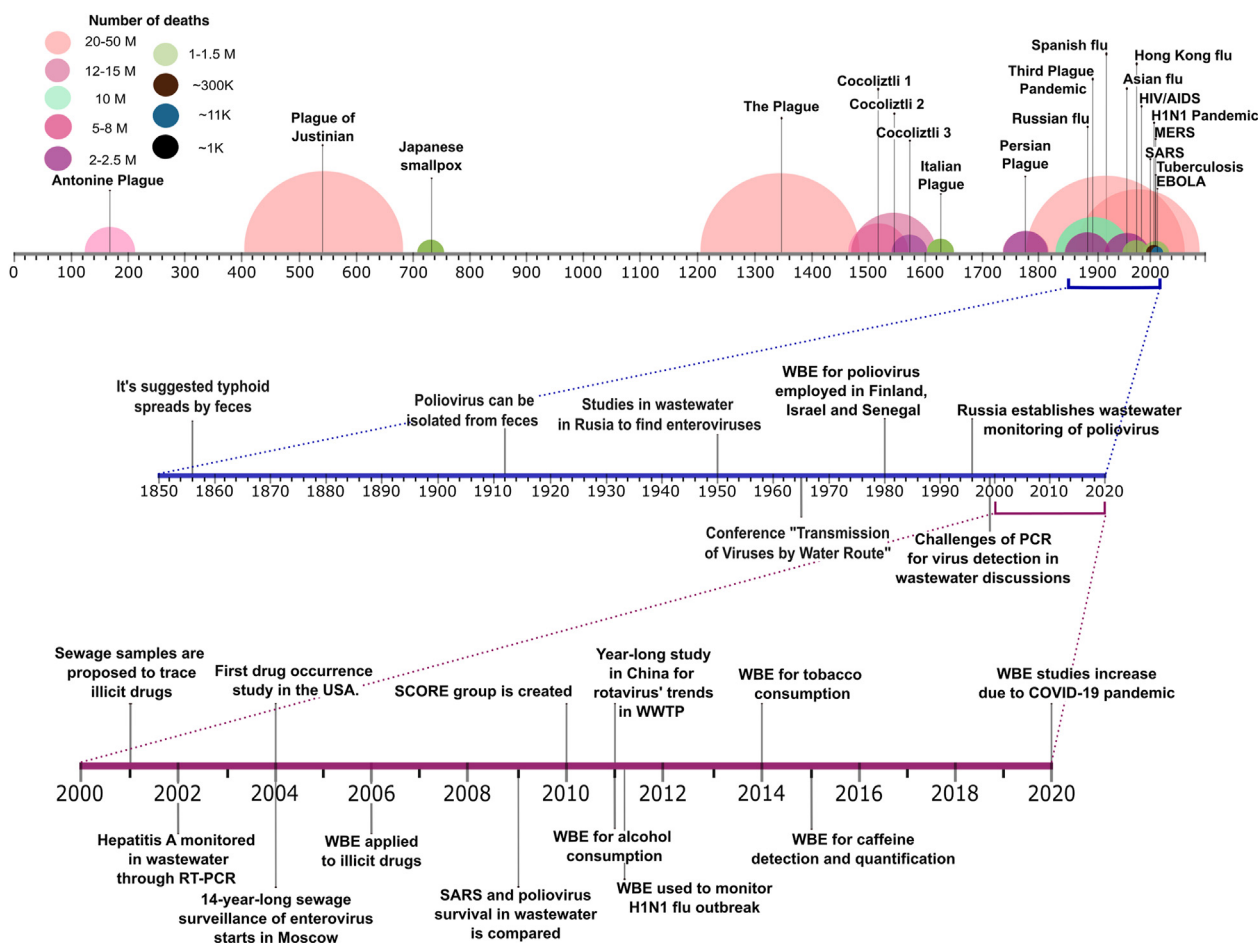 Number of deaths
20-50 M
12-15 M
10 M
5-8 M
2-2.5 M
1-1.5 M
~300K
~11K
~1K
Antonine Plague
Plague of
Justinian
Japanese
smallpox
The Plague
Cocoliztli 1
Cocoliztli 2
Cocoliztli 3
Italian
Plague
Persian
Plague
Russian flu
Third Plague
Pandemic
Spanish flu
Asian flu
Hong Kong flu
HIV/AIDS
H1N1 Pandemic
MERS
SARS
Tuberculosis
EBOLA
0 100 200 300 400 500 600 700 800 900 1000 1100 1200 1300 1400 1500 1600 1700 1800 1900 2000
It's suggested typhoid
spreads by feces
Poliovirus can be
isolated from feces
Studies in wastewater
in Rusia to find enteroviruses
WBE for poliovirus
employed in Finland,
Israel and Senegal
Russia establishes wastewater
monitoring of poliovirus
1850 1860 1870 1880 1890 1900 1910 1920 1930 1940 1950 1960 1970 1980 1990 2000 2010 2020
Conference "Transmission
of Viruses by Water Route"
Challenges of PCR
for virus detection in
wastewater discussions
Sewage samples are
proposed to trace
illicit drugs
First drug occurrence
study in the USA.
SCORE group is created
Year-long study
in China for
rotavirus' trends
in WWTP
WBE for tobacco
consumption
WBE studies increase
due to COVID-19 pandemic
2000 2002 2004 2006 2008 2010 2012 2014 2016 2018 2020
Hepatitis A monitored
in wastewater
through RT-PCR
14-year-long sewage
surveillance of enterovirus
starts in Moscow
WBE applied
to illicit drugs
SARS and poliovirus
survival in wastewater
is compared
WBE for alcohol
consumption
WBE used to monitor
H1N1 flu outbreak
WBE for caffeine
detection and quantification